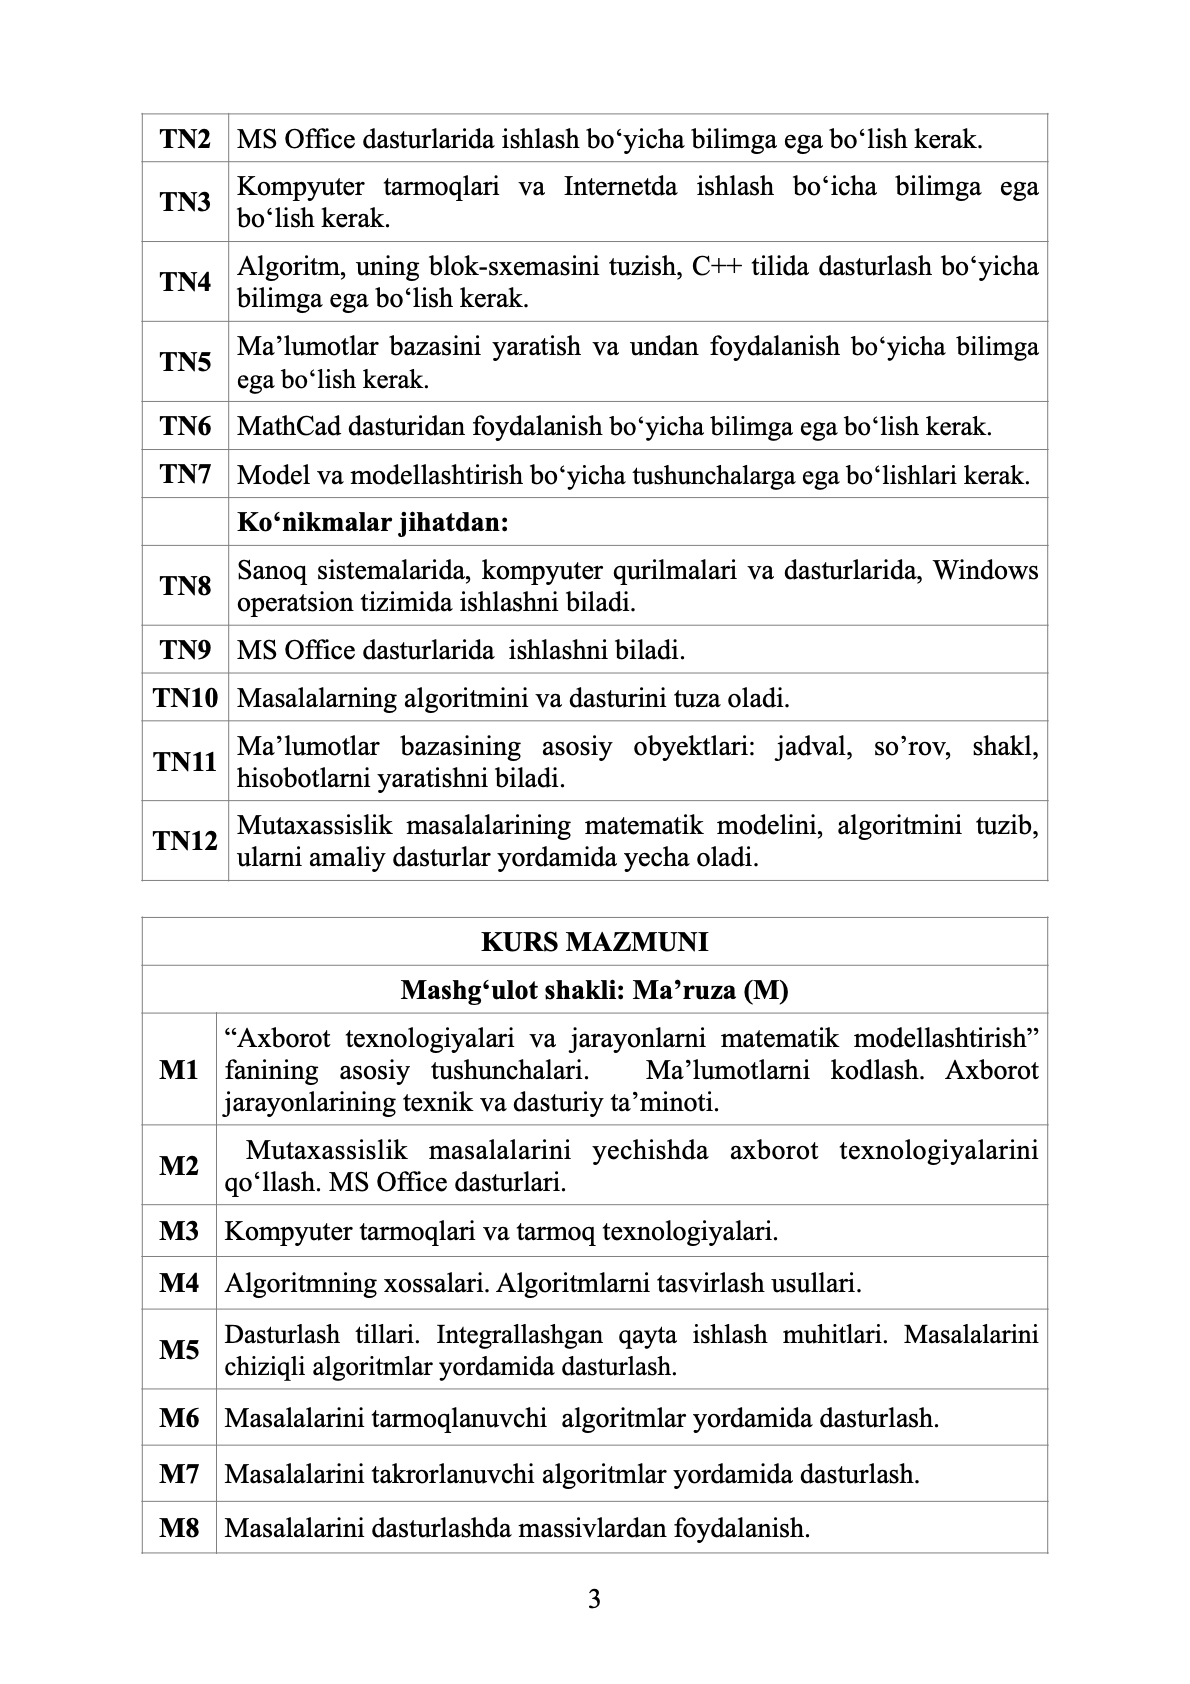 TN2 MS Office dasturlarida ishlash bo‘yicha bilimga ega bo‘lish kerak.
TN3 Kompyuter tarmoqlari va Internetda ishlash bo‘icha bilimga ega
bo‘lish kerak.
TN4 Algoritm, uning blok-sxemasini tuzish, C++ tilida dasturlash bo‘yicha
bilimga ega bo‘lish kerak.
TN5 Ma’lumotlar bazasini yaratish va undan foydalanish bo‘yicha bilimga
ega bo‘lish kerak.
TN6 MathCad dasturidan foydalanish bo‘yicha bilimga ega bo‘lish kerak.
TN7 Model va modellashtirish bo‘yicha tushunchalarga ega bo‘lishlari kerak.
Ko‘nikmalar jihatdan:
TN8 Sanoq sistemalarida, kompyuter qurilmalari va dasturlarida, Windows
operatsion tizimida ishlashni biladi.
TN9 MS Office dasturlarida ishlashni biladi.
TN10 Masalalarning algoritmini va dasturini tuza oladi.
TN11 Ma’lumotlar bazasining asosiy obyektlari: jadval, so’rov, shakl,
hisobotlarni yaratishni biladi.
TN12 Mutaxassislik masalalarining matematik modelini, algoritmini tuzib,
ularni amaliy dasturlar yordamida yecha oladi.
KURS MAZMUNI
Mashg‘ulot shakli: Ma’ruza (M)
M1 “Axborot texnologiyalari va jarayonlarni matematik modellashtirish”
fanining asosiy tushunchalari. Ma’lumotlarni kodlash. Axborot
jarayonlarining texnik va dasturiy ta’minoti.
M2 Mutaxassislik masalalarini yechishda axborot texnologiyalarini
qo‘llash. MS Office dasturlari.
M3 Kompyuter tarmoqlari va tarmoq texnologiyalari.
M4 Algoritmning xossalari. Algoritmlarni tasvirlash usullari.
M5 Dasturlash tillari. Integrallashgan qayta ishlash muhitlari. Masalalarini
chiziqli algoritmlar yordamida dasturlash.
M6 Masalalarini tarmoqlanuvchi algoritmlar yordamida dasturlash.
M7 Masalalarini takrorlanuvchi algoritmlar yordamida dasturlash.
M8 Masalalarini dasturlashda massivlardan foydalanish.
3